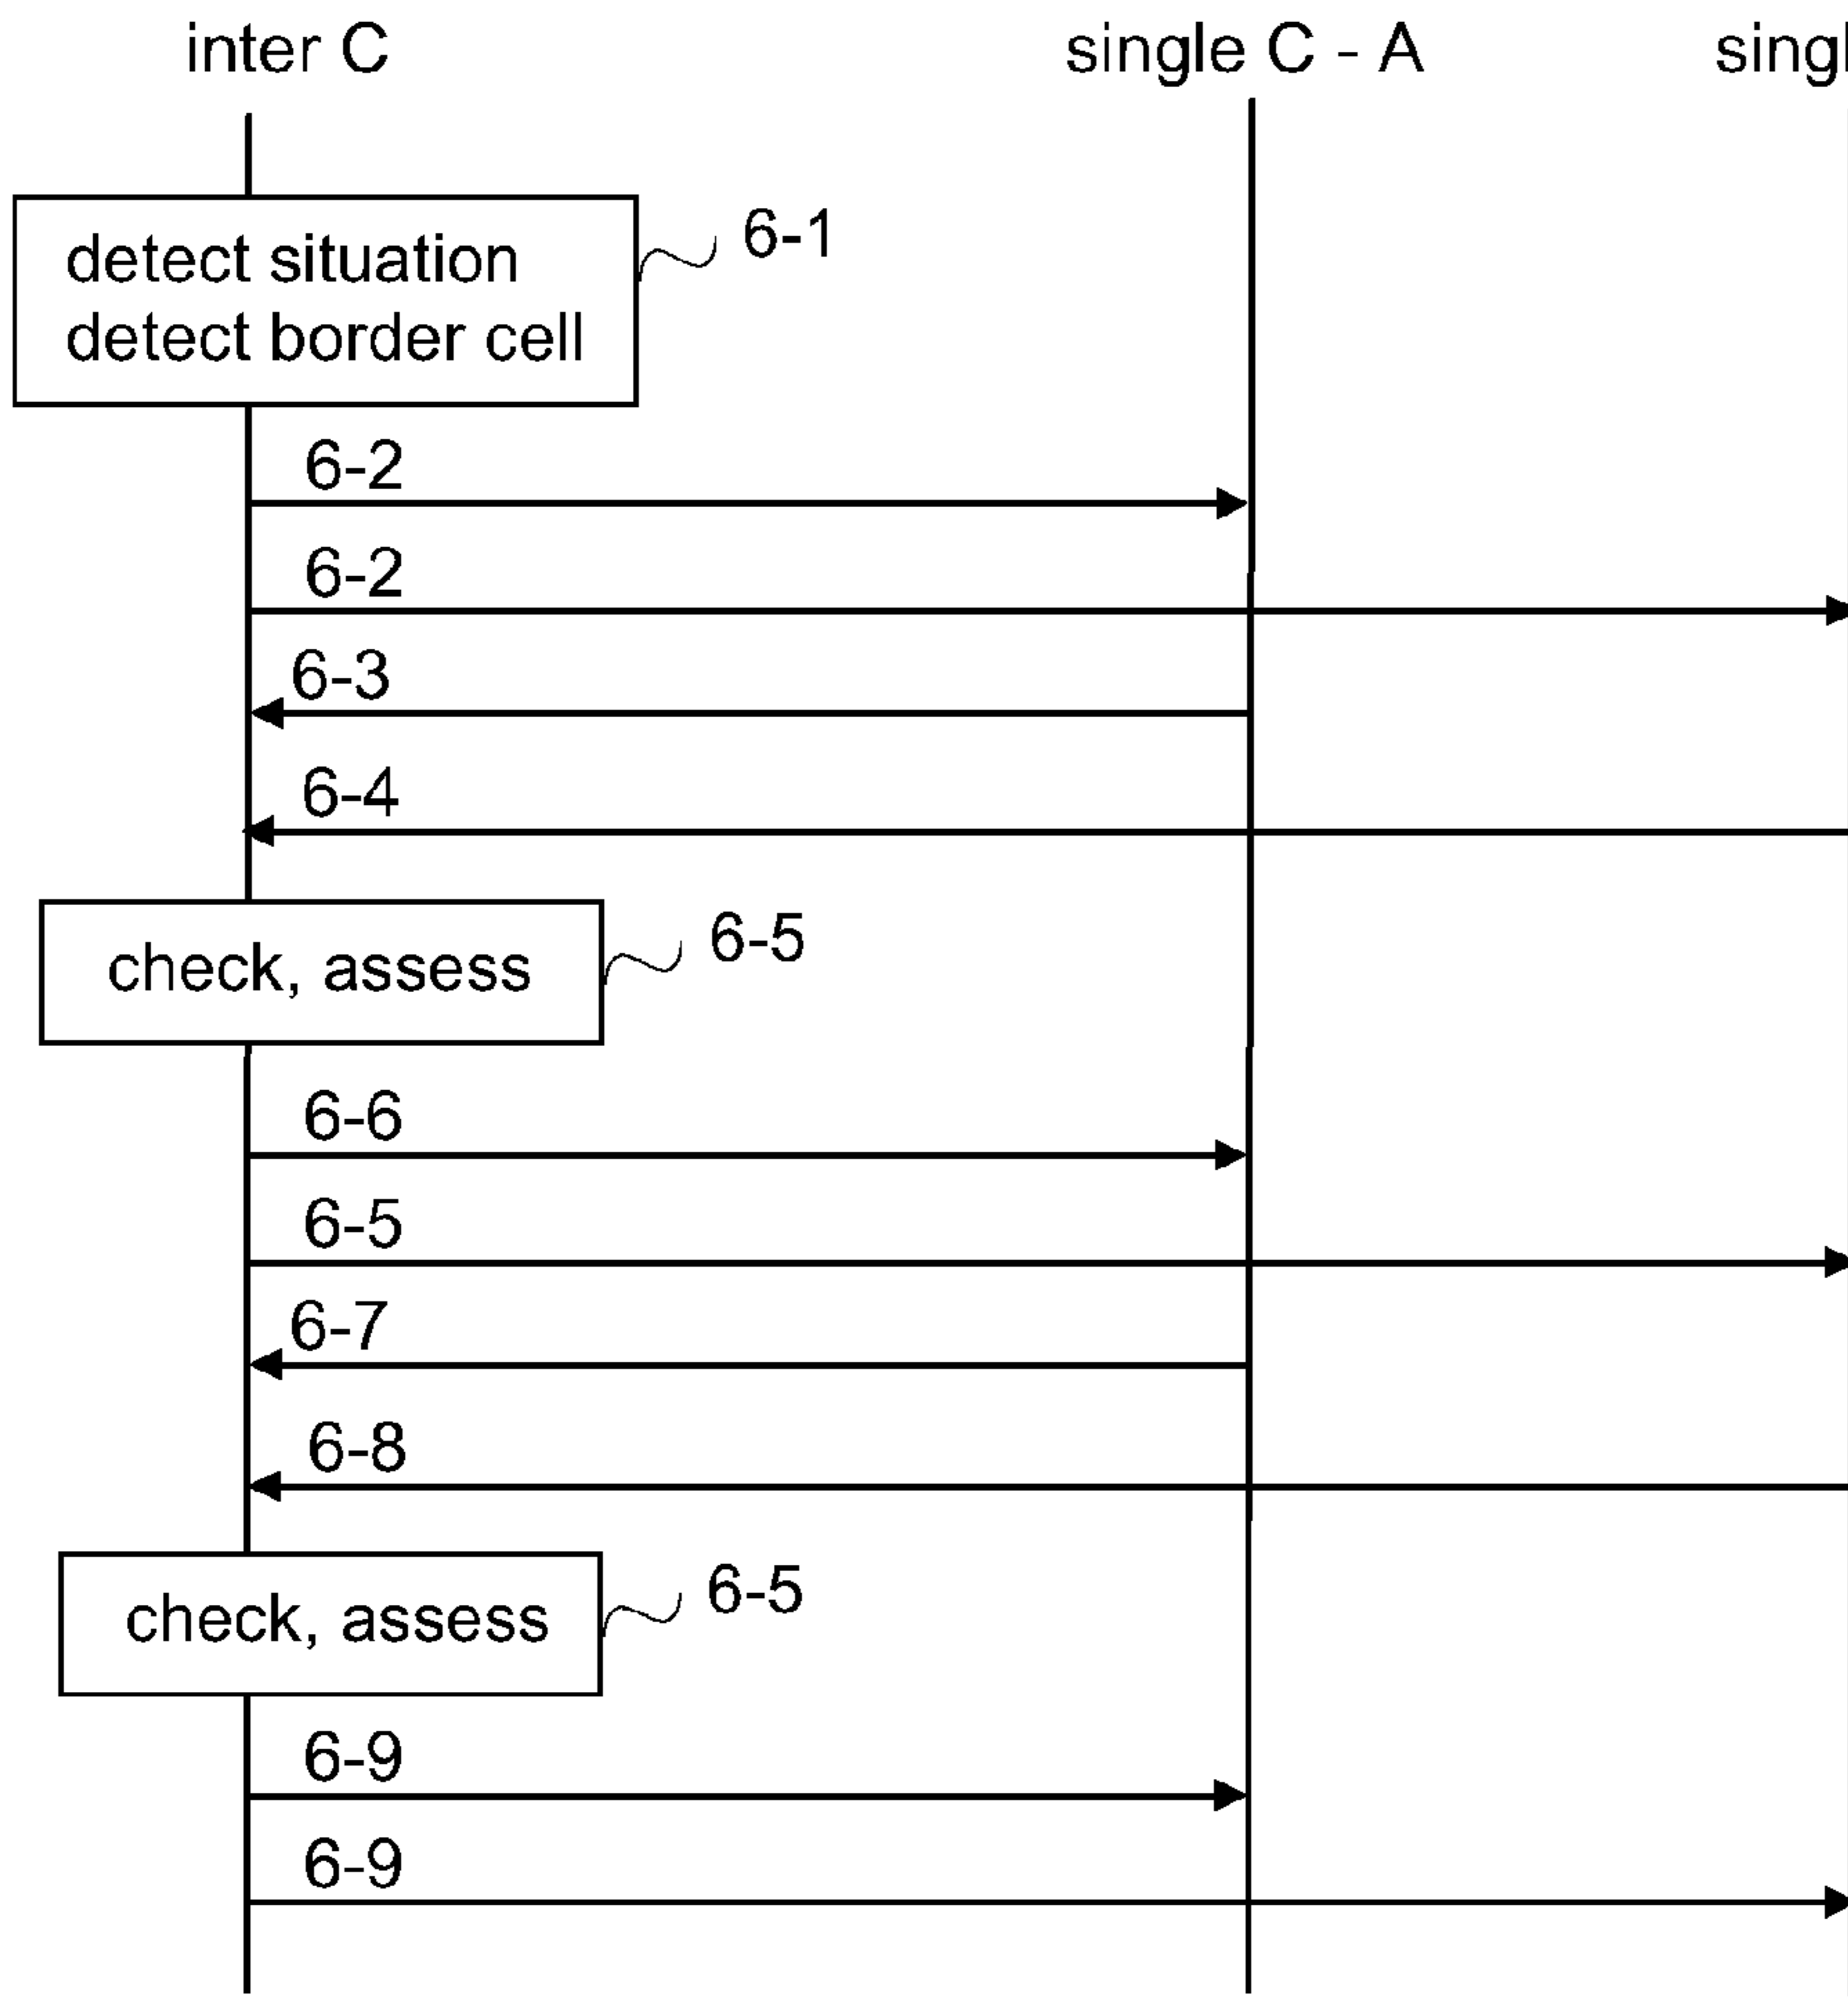 inter C
single C - A
singl
detect situation
detect border cell
6-1
6-2
6-2
6-3
6-4
check, assess
6-5
6-6
6-5
6-7
6-8
check, assess
6-5
6-9
6-9